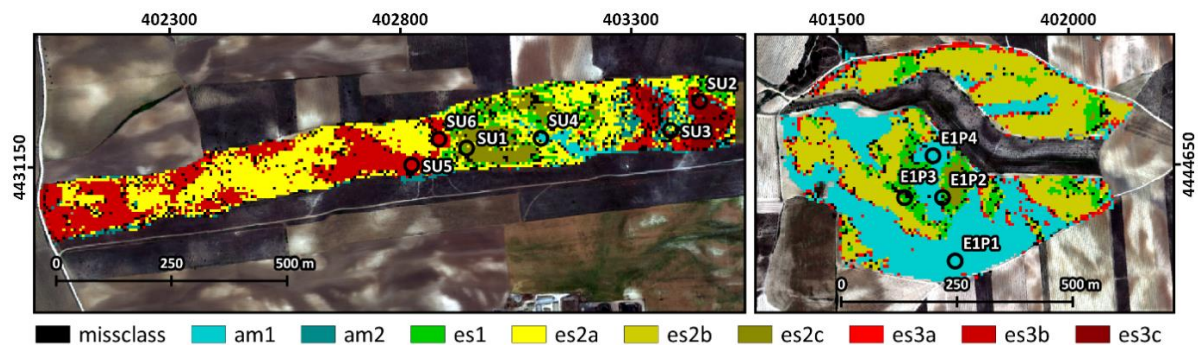 402300 402800 403300 401500 402000
4431150
SU2
SU6
SU1
SU4
SU3
SU5
0 250 500 m
E1P4
E1P3
E1P2
E1P1
0 250 500 m
4444650
missclass am1 am2 es1 es2a es2b es2c es3a es3b es3c